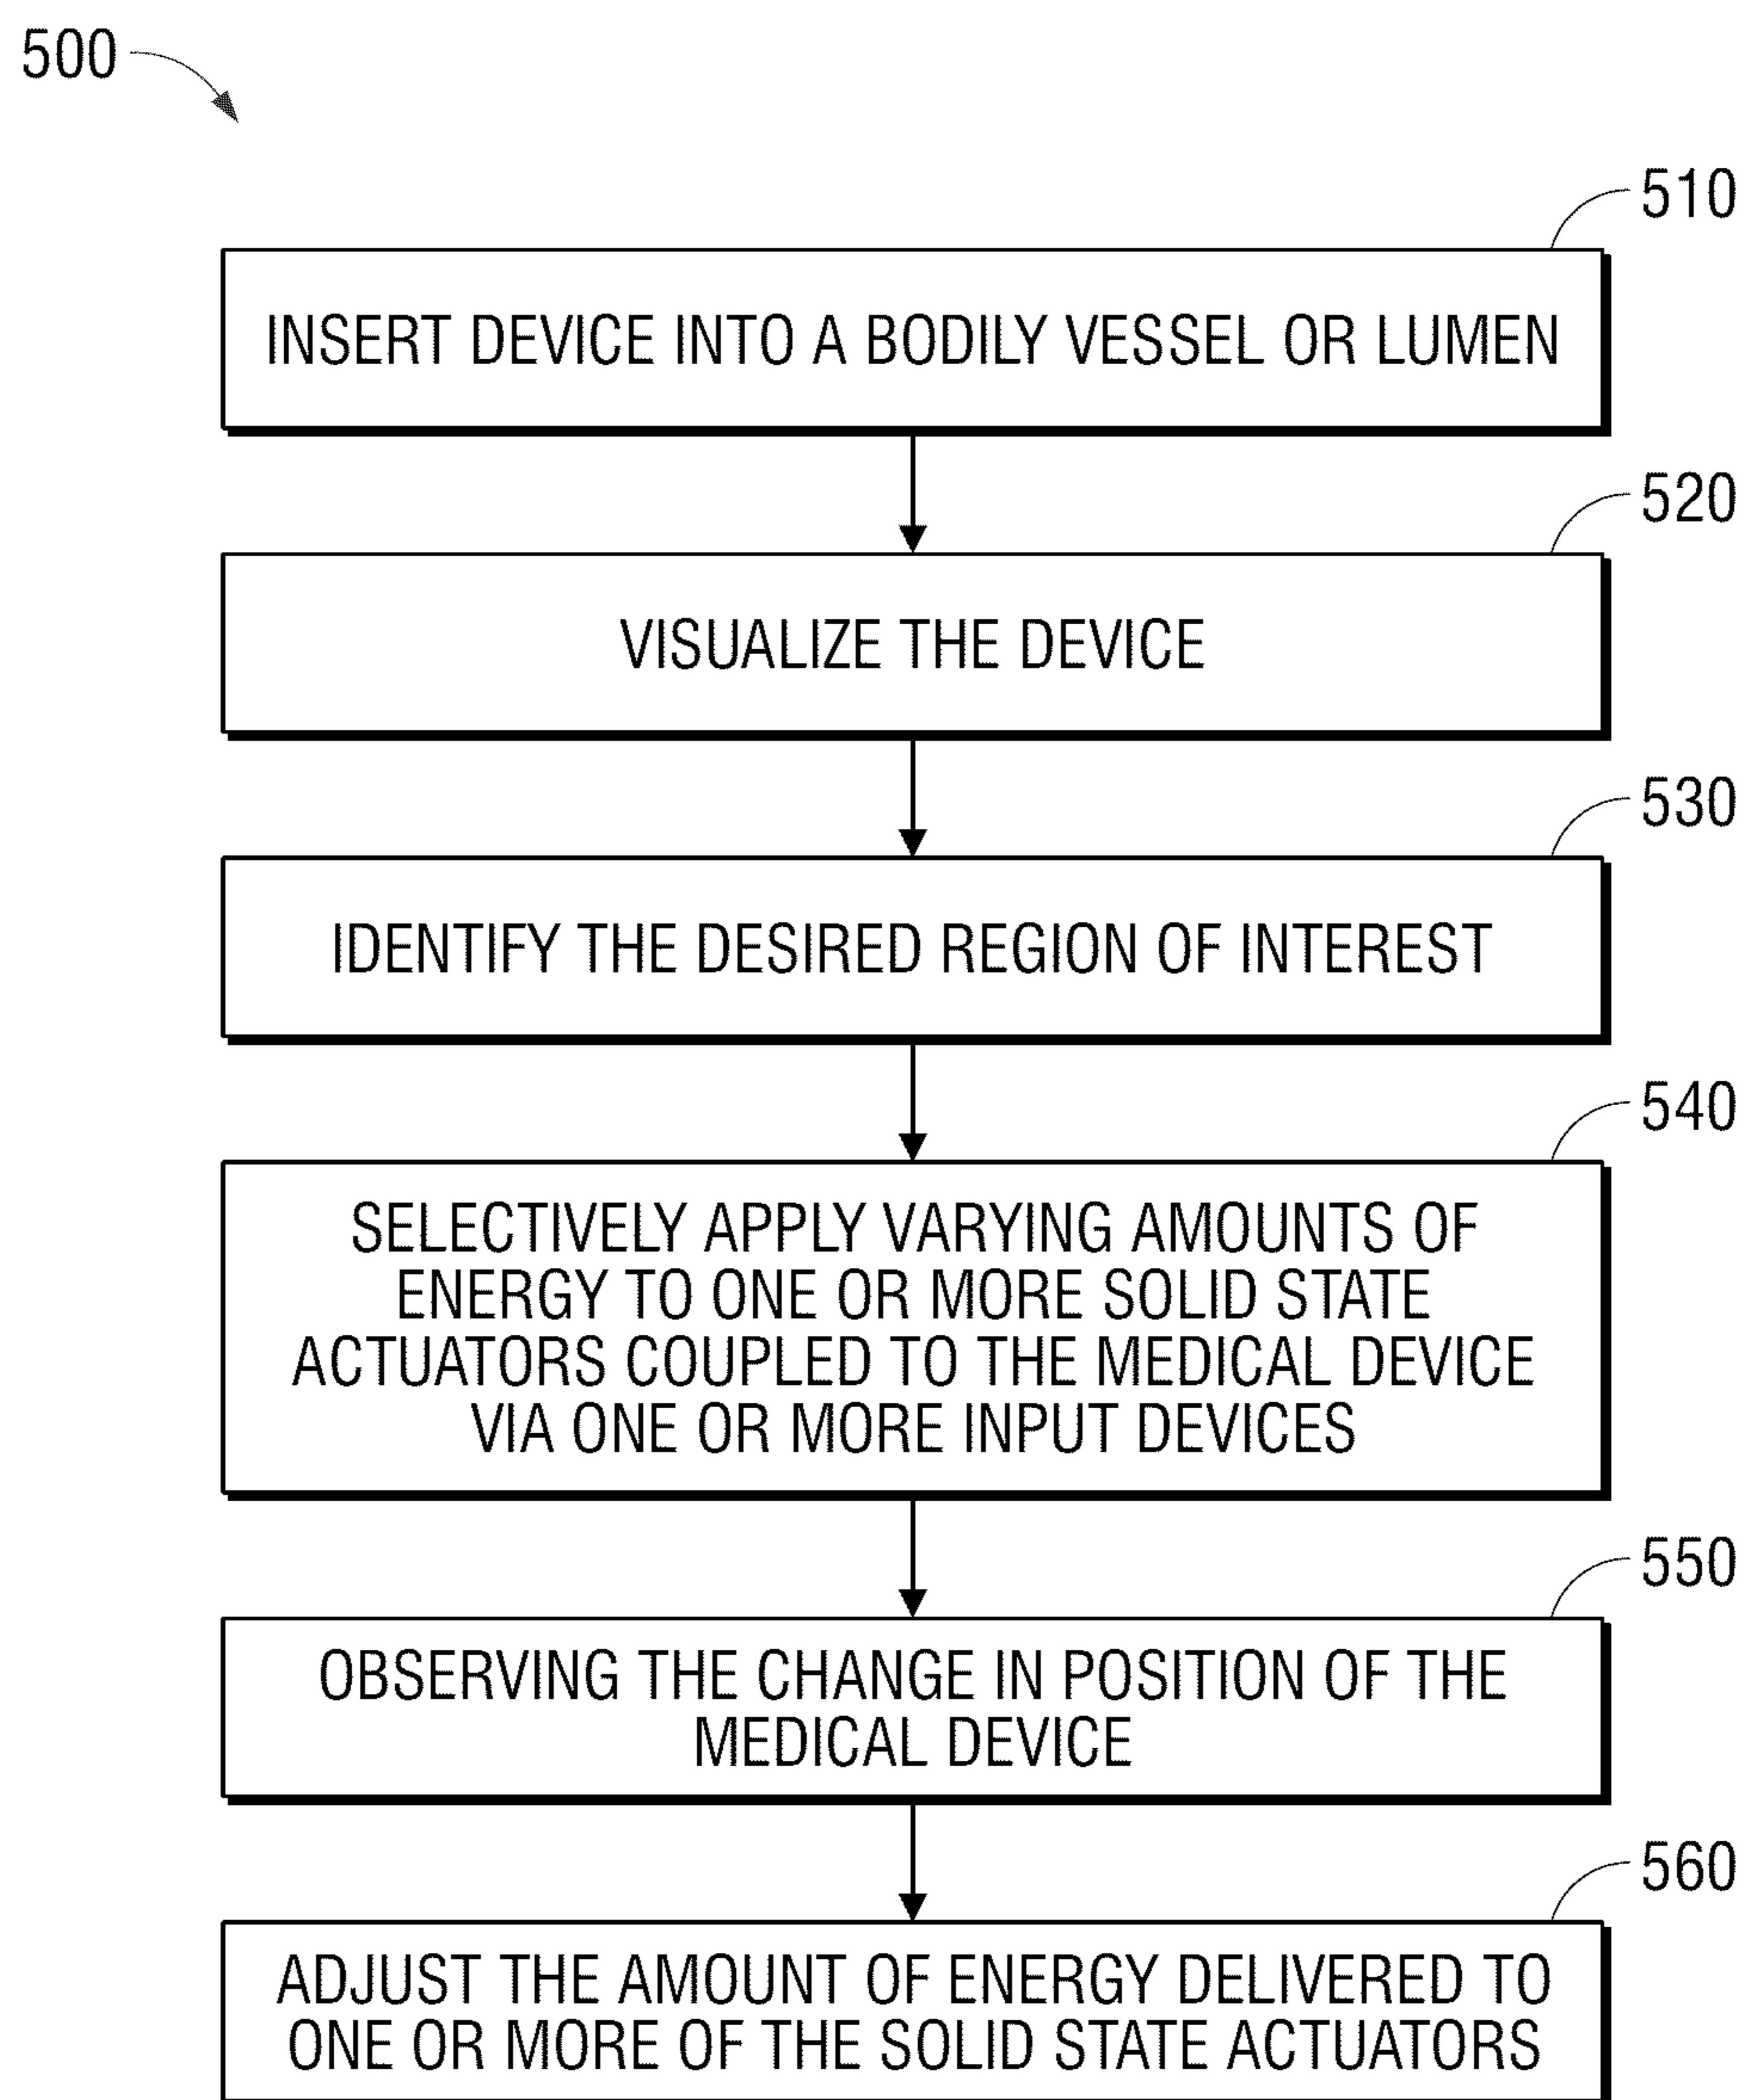 500
510
INSERT DEVICE INTO A BODILY VESSEL OR LUMEN
520
VISUALIZE THE DEVICE
530
IDENTIFY THE DESIRED REGION OF INTEREST
540
SELECTIVELY APPLY VARYING AMOUNTS OF
ENERGY TO ONE OR MORE SOLID STATE
ACTUATORS COUPLED TO THE MEDICAL DEVICE
VIA ONE OR MORE INPUT DEVICES
550
OBSERVING THE CHANGE IN POSITION OF THE
MEDICAL DEVICE
560
ADJUST THE AMOUNT OF ENERGY DELIVERED TO
ONE OR MORE OF THE SOLID STATE ACTUATORS